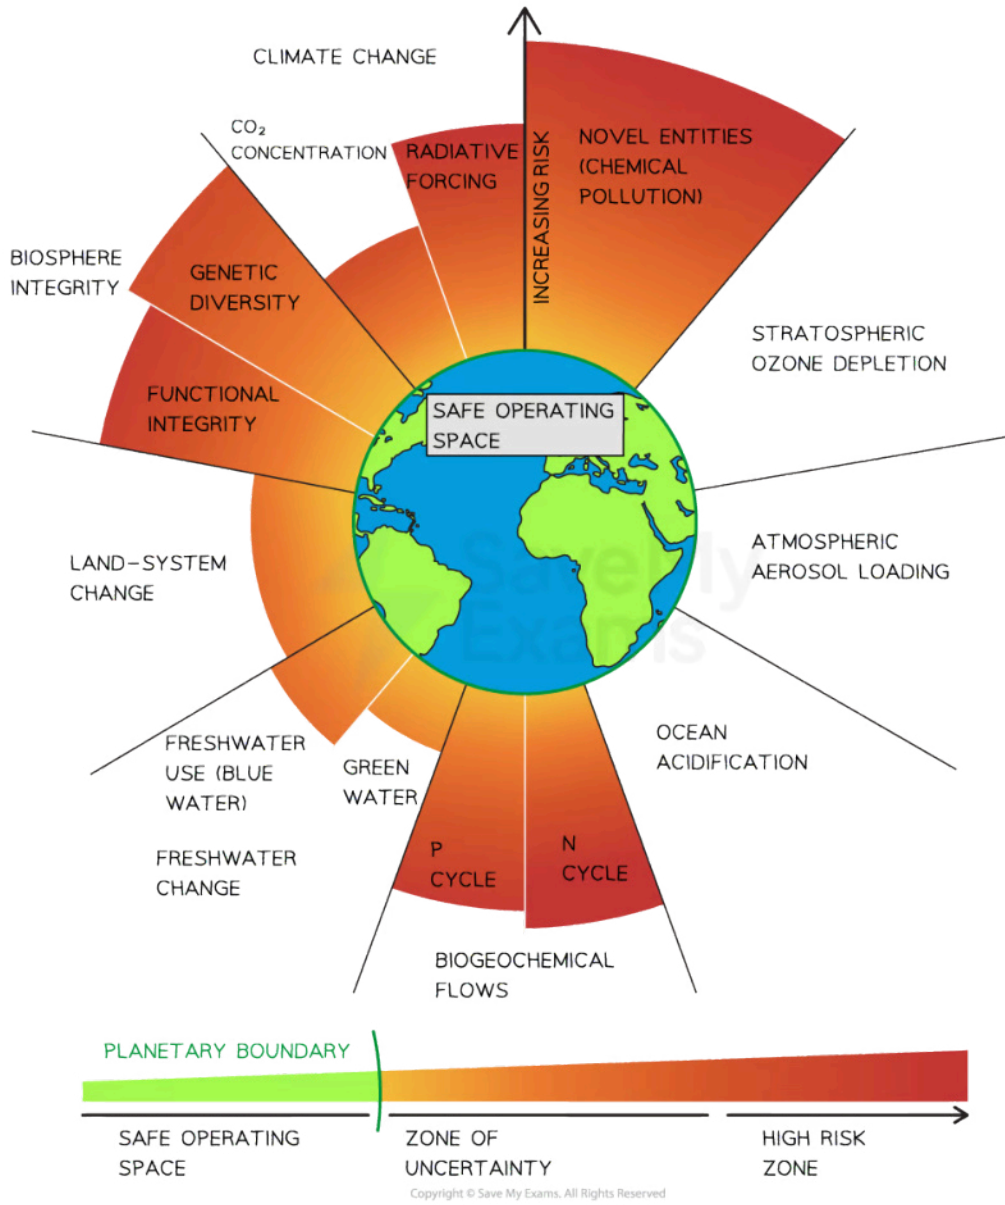 CLIMATE CHANGE
CO₂
CONCENTRATION
RADIATIVE
FORCING
INCREASING RISK
NOVEL ENTITIES
(CHEMICAL
POLLUTION)
BIOSPHERE
INTEGRITY
GENETIC
DIVERSITY
FUNCTIONAL
INTEGRITY
STRATOSPHERIC
OZONE DEPLETION
SAFE OPERATING
SPACE
LAND-SYSTEM
CHANGE
ATMOSPHERIC
AEROSOL LOADING
SaveMy
Exams
FRESHWATER
USE (BLUE
WATER)
GREEN
WATER
FRESHWATER
CHANGE
OCEAN
ACIDIFICATION
P
CYCLE
N
CYCLE
BIOGEOCHEMICAL
FLOWS
PLANETARY BOUNDARY
SAFE OPERATING
SPACE
ZONE OF
UNCERTAINTY
HIGH RISK
ZONE
Copyright © Save My Exams. All Rights Reserved